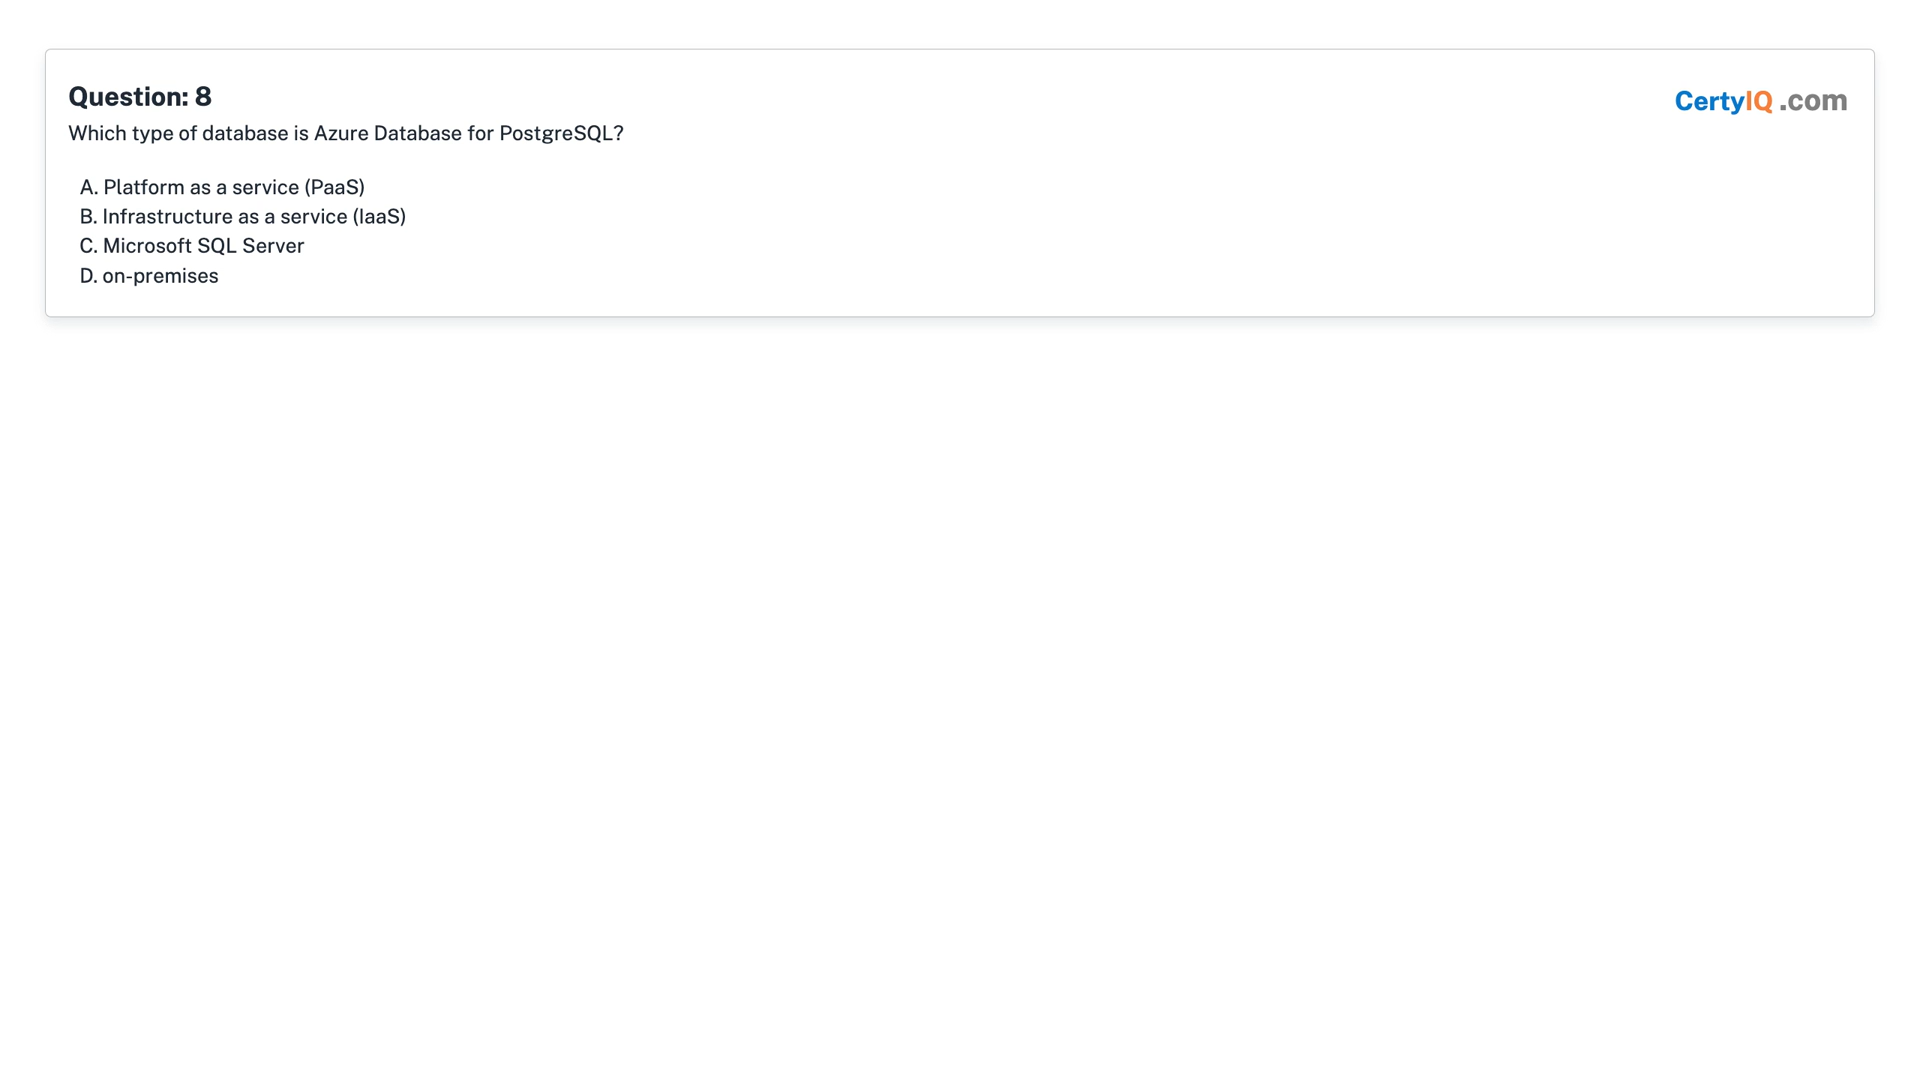 Question: 8
CertyIQ .com
Which type of database is Azure Database for PostgreSQL?
A. Platform as a service (PaaS)
B. Infrastructure as a service (IaaS)
C. Microsoft SQL Server
D. on-premises